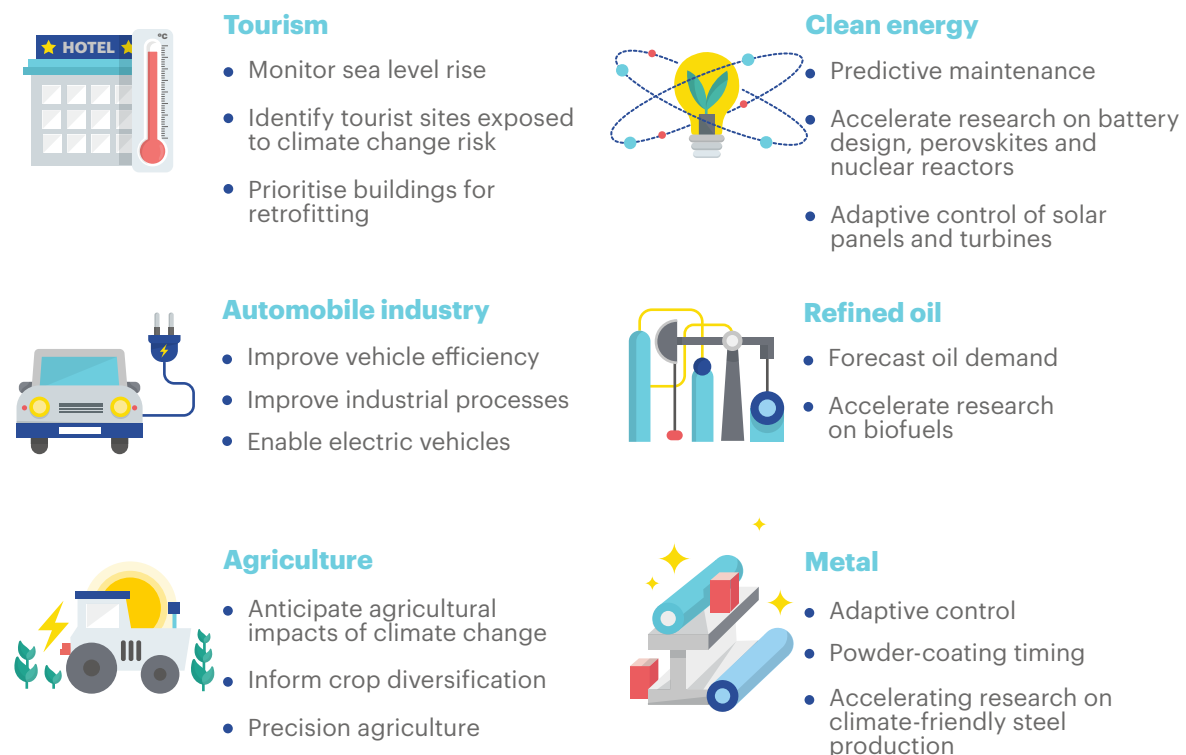 HOTEL
°C
Tourism
Monitor sea level rise
Identify tourist sites exposed
to climate change risk
Prioritise buildings for
retrofitting
Clean energy
Predictive maintenance
Accelerate research on battery
design, perovskites and
nuclear reactors
Adaptive control of solar
panels and turbines
Automobile industry
Improve vehicle efficiency
Improve industrial processes
Enable electric vehicles
Refined oil
Forecast oil demand
Accelerate research
on biofuels
Agriculture
Anticipate agricultural
impacts of climate change
Inform crop diversification
Precision agriculture
Metal
Adaptive control
Powder-coating timing
Accelerating research on
climate-friendly steel
production